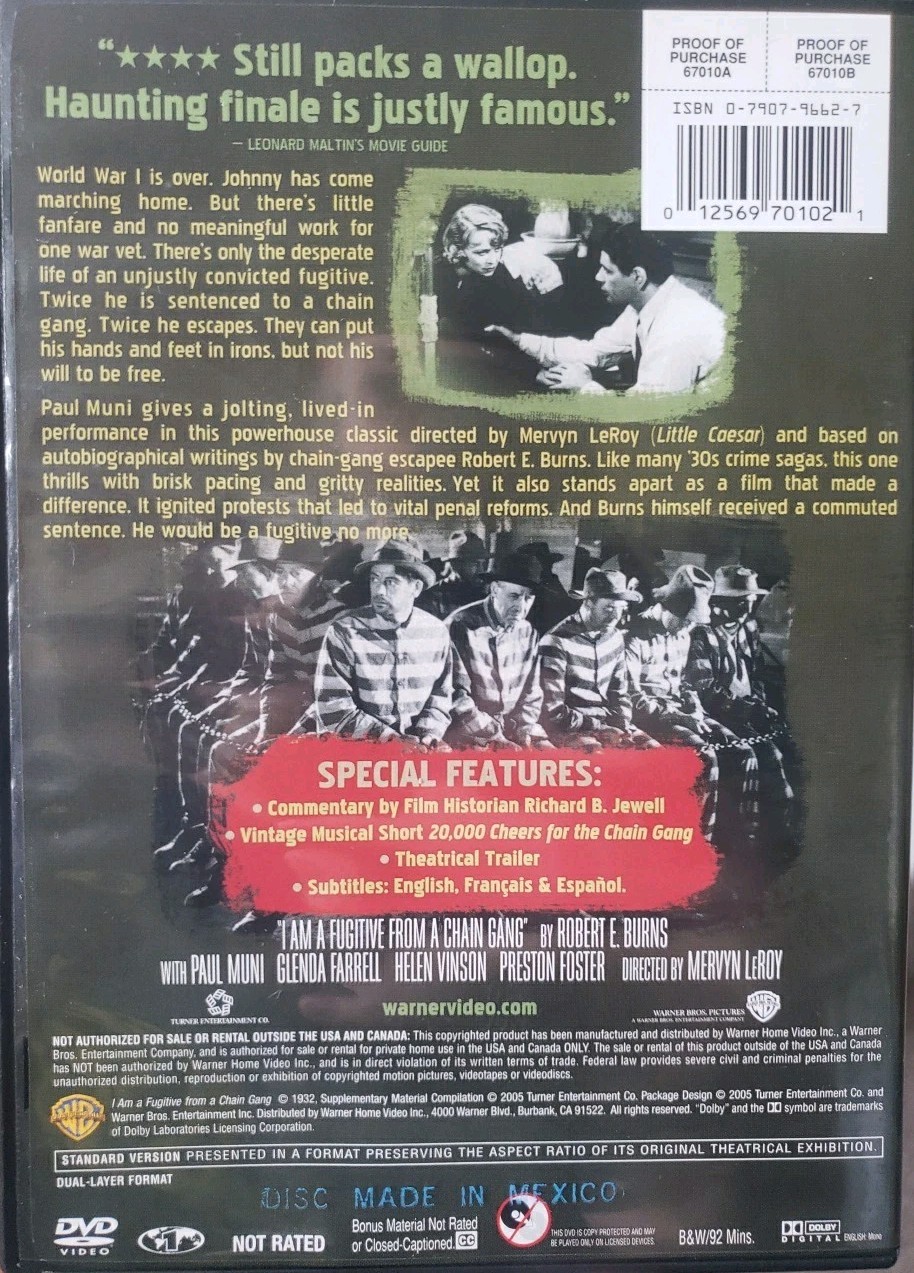 "★★★★ Still packs a wallop.
Haunting finale is justly famous."
– LEONARD MALTIN'S MOVIE GUIDE
PROOF OF PURCHASE 67010A
PROOF OF PURCHASE 67010B
ISBN 0-7907-9662-7
0 12569 70102 1
World War I is over. Johnny has come
marching home. But there's little
fanfare and no meaningful work for
one war vet. There's only the desperate
life of an unjustly convicted fugitive.
Twice he is sentenced to a chain
gang. Twice he escapes. They can put
his hands and feet in irons, but not his
will to be free.
Paul Muni gives a jolting, lived-in
performance in this powerhouse classic directed by Mervyn LeRoy (Little Caesar) and based on
autobiographical writings by chain-gang escapee Robert E. Burns. Like many '30s crime sagas, this one
thrills with brisk pacing and gritty realities. Yet it also stands apart as a film that made a
difference. It ignited protests that led to vital penal reforms. And Burns himself received a commuted
sentence. He would be a fugitive no more.
SPECIAL FEATURES:
• Commentary by Film Historian Richard B. Jewell
• Vintage Musical Short 20,000 Cheers for the Chain Gang
• Theatrical Trailer
• Subtitles: English, Français & Español.
"I AM A FUGITIVE FROM A CHAIN GANG" BY ROBERT E. BURNS
WITH PAUL MUNI GLENDA FARRELL HELEN VINSON PRESTON FOSTER DIRECTED BY MERVYN LeROY
TURNER ENTERTAINMENT CO.
warnervideo.com
WARNER BROS. PICTURES
A WARNER BROS. ENTERTAINMENT COMPANY
NOT AUTHORIZED FOR SALE OR RENTAL OUTSIDE THE USA AND CANADA: This copyrighted product has been manufactured and distributed by Warner Home Video Inc., a Warner
Bros. Entertainment Company, and is authorized for sale or rental for private home use in the USA and Canada ONLY. The sale or rental of this product outside of the USA and Canada
has NOT been authorized by Warner Home Video Inc., and is in direct violation of its written terms of trade. Federal law provides severe civil and criminal penalties for the
unauthorized distribution, reproduction or exhibition of copyrighted motion pictures, videotapes or videodiscs.
I Am a Fugitive from a Chain Gang © 1932, Supplementary Material Compilation © 2005 Turner Entertainment Co. Package Design © 2005 Turner Entertainment Co. and
Warner Bros. Entertainment Inc. Distributed by Warner Home Video Inc., 4000 Warner Blvd., Burbank, CA 91522. All rights reserved. "Dolby" and the DD symbol are trademarks
of Dolby Laboratories Licensing Corporation.
STANDARD VERSION PRESENTED IN A FORMAT PRESERVING THE ASPECT RATIO OF ITS ORIGINAL THEATRICAL EXHIBITION.
DUAL-LAYER FORMAT
DISC MADE IN MEXICO
DVD VIDEO
1
NOT RATED
Bonus Material Not Rated
or Closed-Captioned. CC
THIS DVD IS COPY PROTECTED AND MAY
BE PLAYED ONLY ON LICENSED DEVICES.
B&W/92 Mins.
DOLBY DIGITAL
ENGLISH: Mono